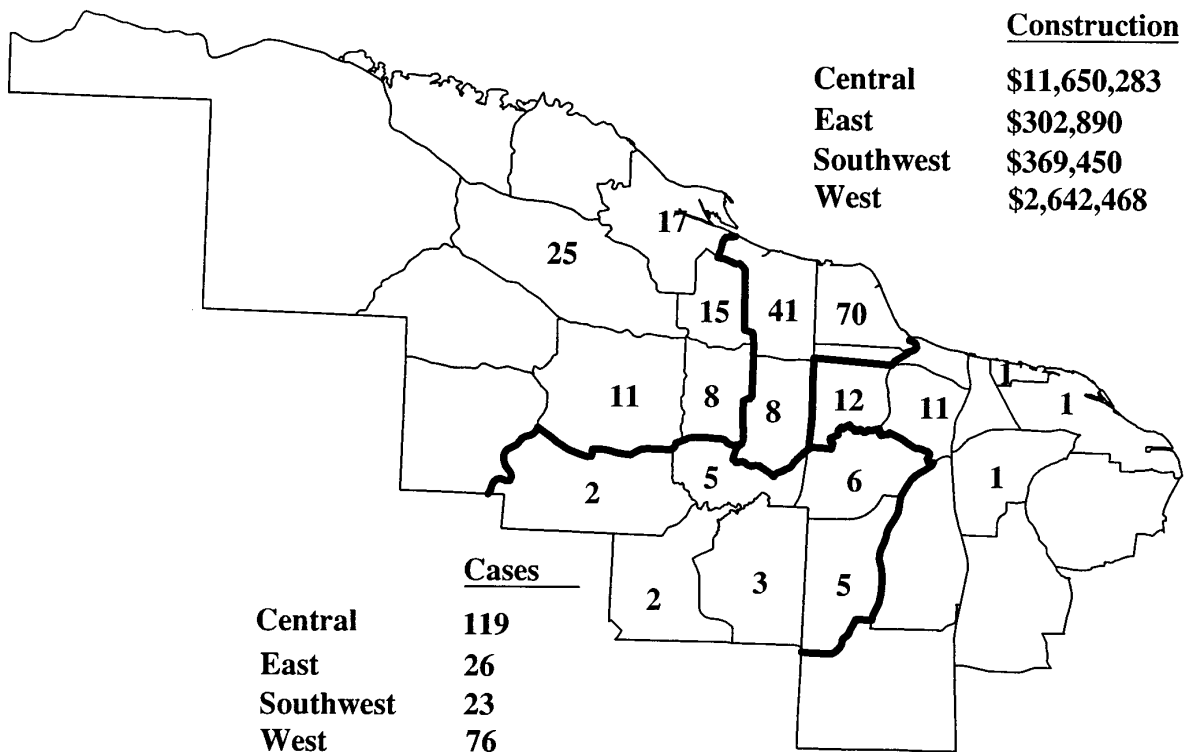 Construction
Central $11,650,283
East $302,890
Southwest $369,450
West $2,642,468
17
25
15
41
70
11
8
8
12
11
1
1
2
5
6
1
2
3
5
Cases
Central 119
East 26
Southwest 23
West 76